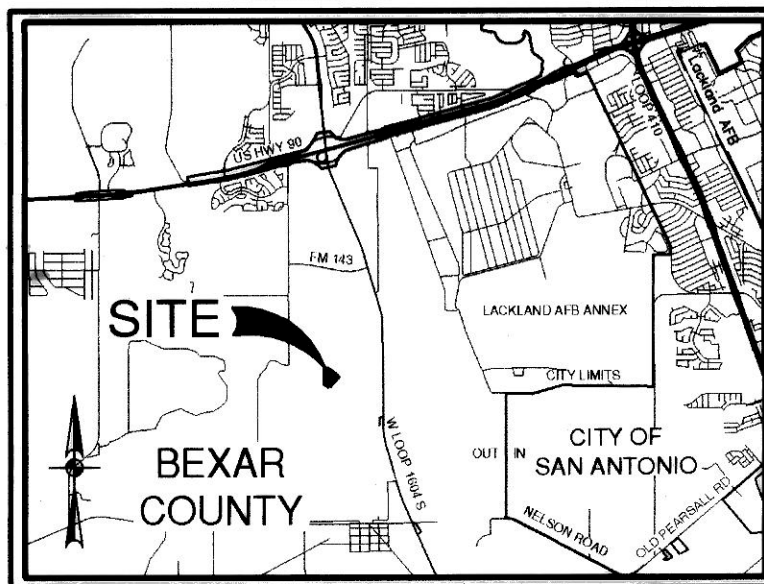 Lackland AFB
W LOOP 410
US HWY 90
FM 143
SITE
LACKLAND AFB ANNEX
CITY LIMITS
BEXAR
COUNTY
W LOOP 1604 S
OUT
IN
CITY OF
SAN ANTONIO
NELSON ROAD
OLD PEARSALL RD